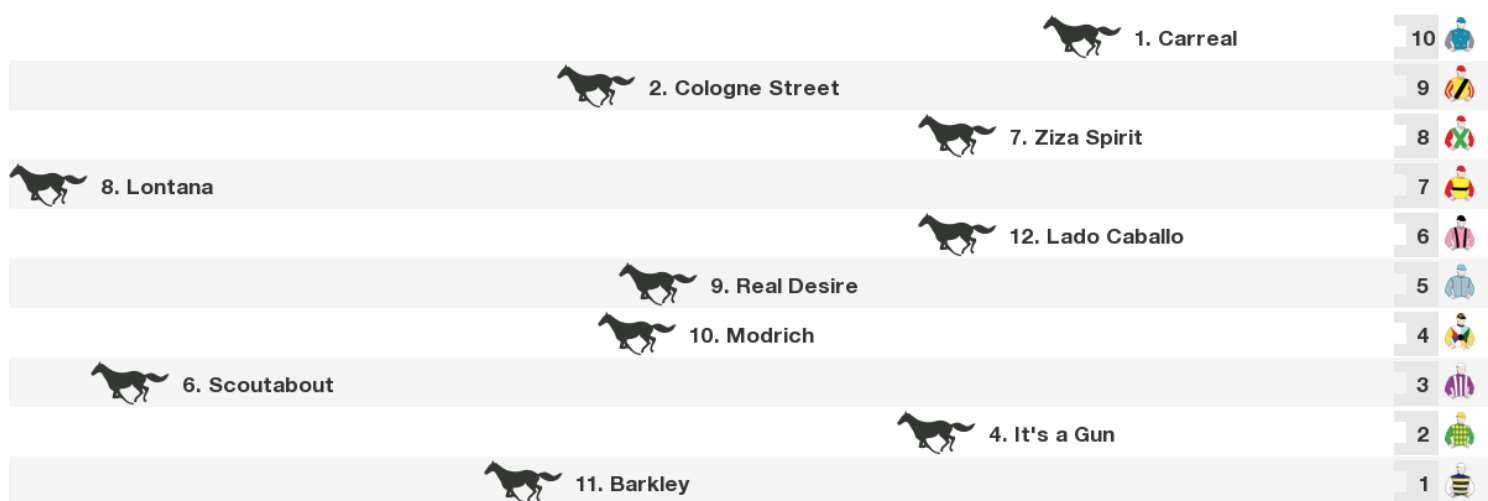 1. Carreal 10
2. Cologne Street 9
7. Ziza Spirit 8
8. Lontana 7
12. Lado Caballo 6
9. Real Desire 5
10. Modrich 4
6. Scoutabout 3
4. It's a Gun 2
11. Barkley 1